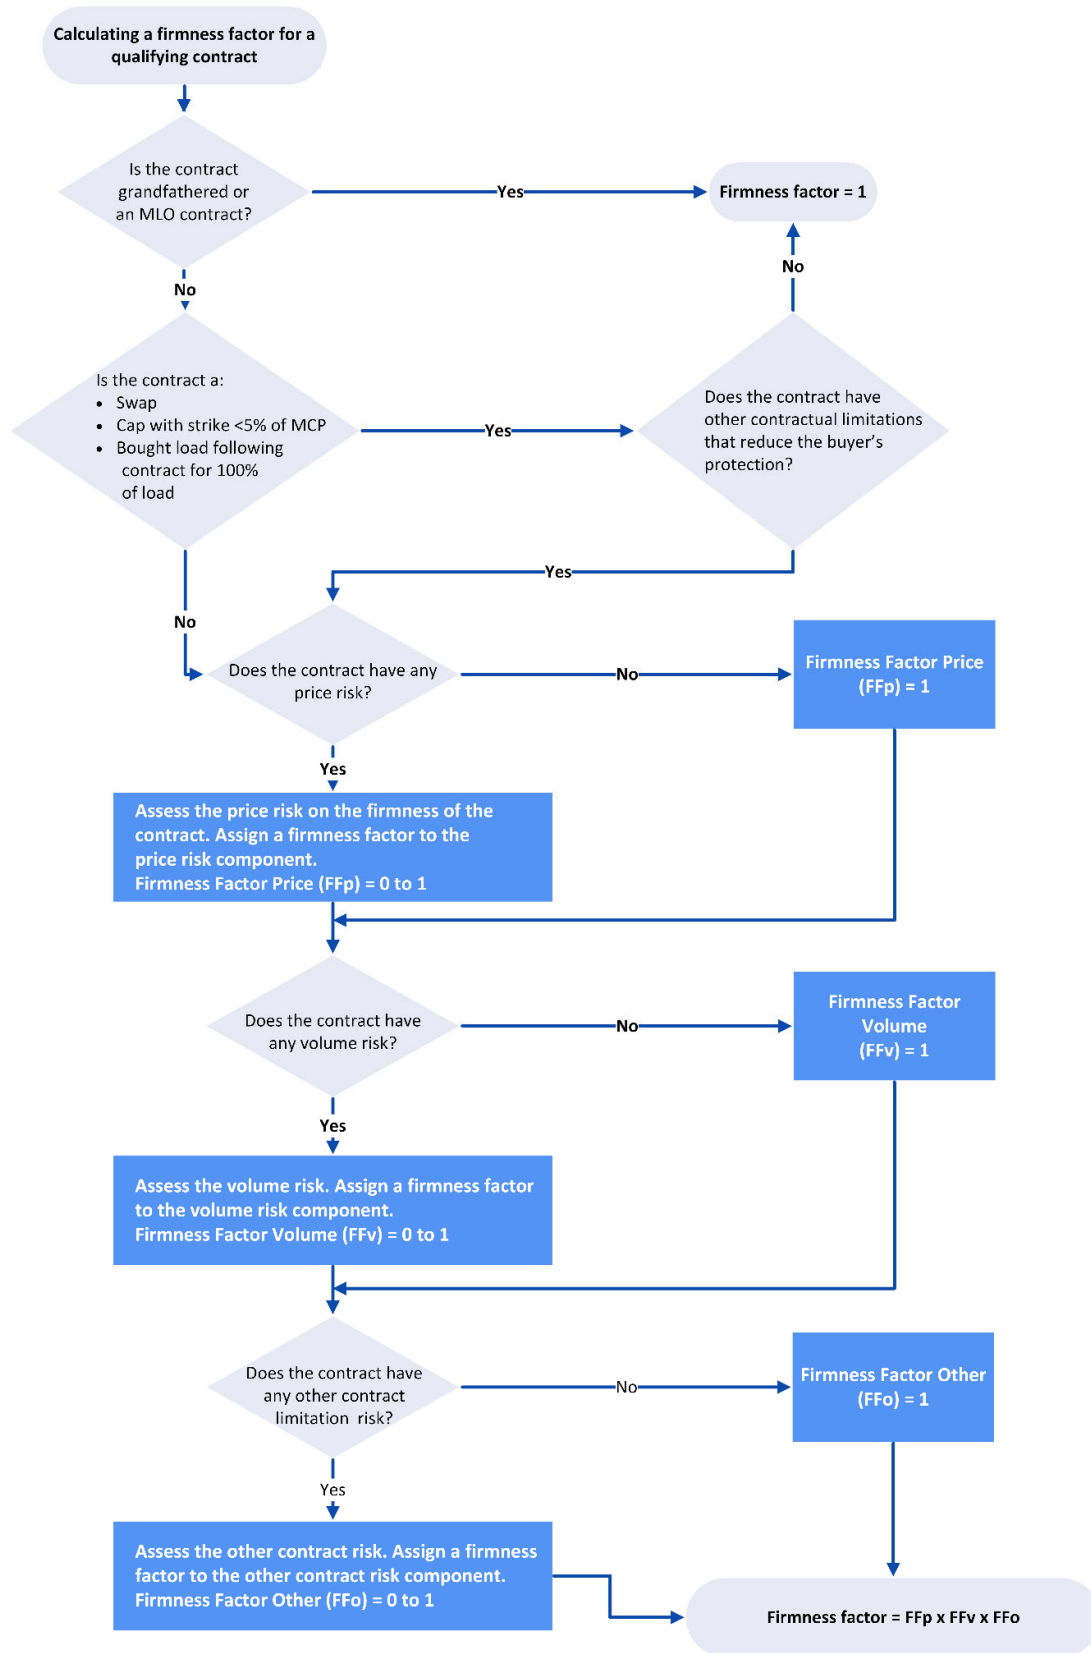 Calculating a firmness factor for a
qualifying contract
Is the contract
grandfathered or
an MLO contract?
Yes
Firmness factor = 1
No
No
Is the contract a:
• Swap
• Cap with strike <5% of MCP
• Bought load following
contract for 100%
of load
Yes
Does the contract have
other contractual limitations
that reduce the buyer's
protection?
Yes
No
Does the contract have any
price risk?
No
Firmness Factor Price
(FFp) = 1
Yes
Assess the price risk on the firmness of the
contract. Assign a firmness factor to the
price risk component.
Firmness Factor Price (FFp) = 0 to 1
Does the contract have
any volume risk?
No
Firmness Factor
Volume
(FFv) = 1
Yes
Assess the volume risk. Assign a firmness factor
to the volume risk component.
Firmness Factor Volume (FFv) = 0 to 1
Does the contract have
any other contract
limitation risk?
No
Firmness Factor Other
(FFo) = 1
Yes
Assess the other contract risk. Assign a firmness
factor to the other contract risk component.
Firmness Factor Other (FFo) = 0 to 1
Firmness factor = FFp x FFv x FFo